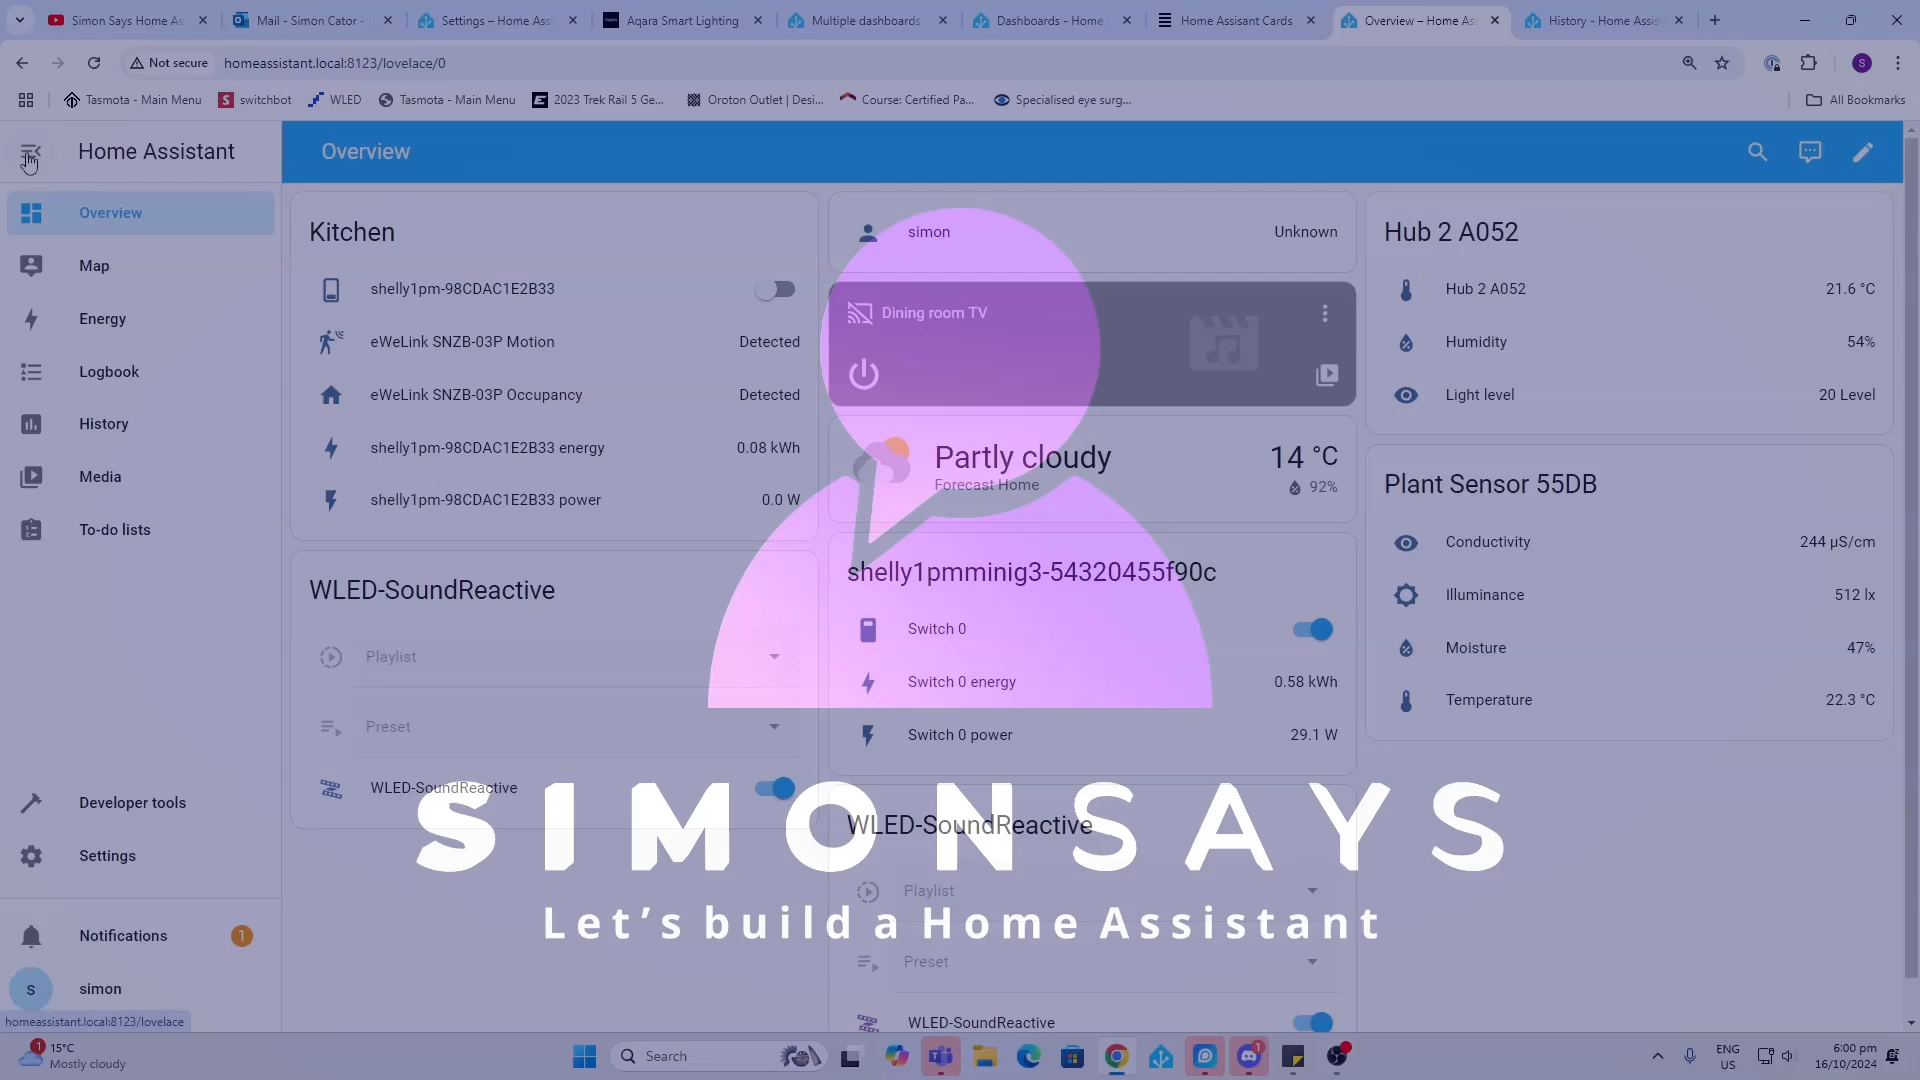 Simon Says Home As
Mail - Simon Cator -
Settings – Home Assi
Aqara Smart Lighting
Multiple dashboards
Dashboards - Home
Home Assisant Cards
Overview – Home As
History - Home Assis
Not secure
homeassistant.local:8123/lovelace/0
S
Tasmota - Main Menu
switchbot
WLED
Tasmota - Main Menu
2023 Trek Rail 5 Ge...
Oroton Outlet | Desi...
Course: Certified Pa...
Specialised eye surg...
All Bookmarks
Home Assistant
Overview
Overview
Map
Energy
Logbook
History
Media
To-do lists
Developer tools
Settings
Notifications
1
s
simon
homeassistant.local:8123/lovelace
Kitchen
shelly1pm-98CDAC1E2B33
eWeLink SNZB-03P Motion Detected
eWeLink SNZB-03P Occupancy Detected
shelly1pm-98CDAC1E2B33 energy 0.08 kWh
shelly1pm-98CDAC1E2B33 power 0.0 W
WLED-SoundReactive
Playlist
Preset
WLED-SoundReactive
simon Unknown
Dining room TV
Partly cloudy 14 °C
Forecast Home 92%
shelly1pmminig3-54320455f90c
Switch 0
Switch 0 energy 0.58 kWh
Switch 0 power 29.1 W
WLED-SoundReactive
Playlist
Preset
WLED-SoundReactive
Hub 2 A052
Hub 2 A052 21.6 °C
Humidity 54%
Light level 20 Level
Plant Sensor 55DB
Conductivity 244 µS/cm
Illuminance 512 lx
Moisture 47%
Temperature 22.3 °C
SIMONSAYS
Let's build a Home Assistant
1
15°C
Mostly cloudy
Search
1
ENG
US
6:00 pm
16/10/2024